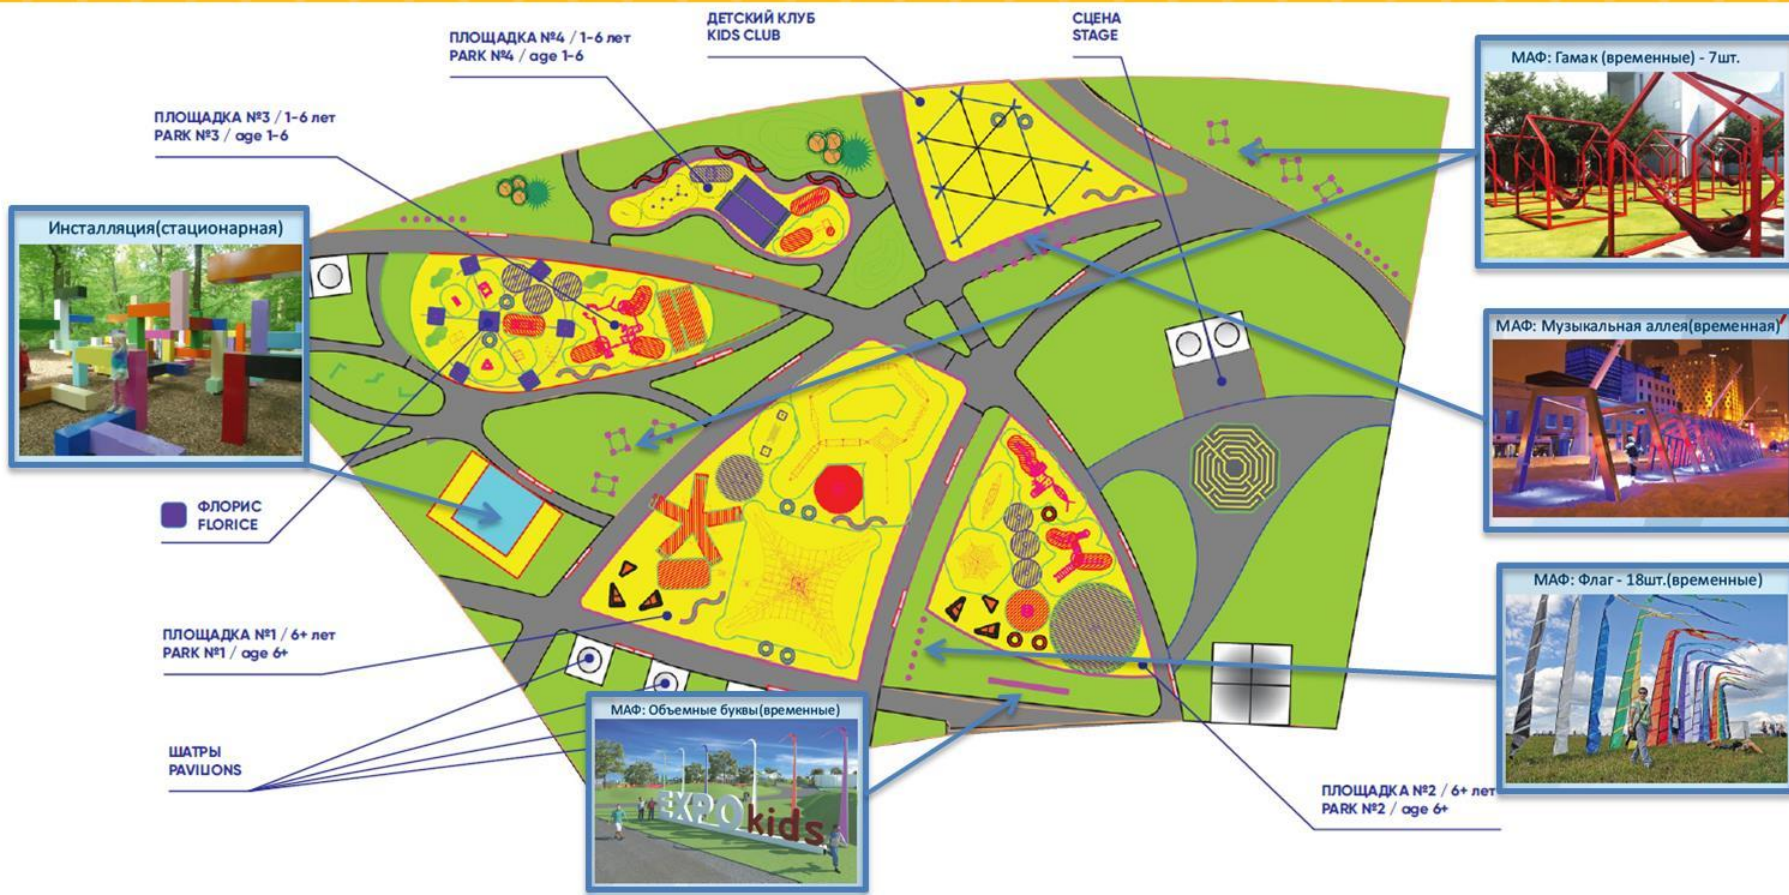 ДЕТСКИЙ КЛУБ
KIDS CLUB
СЦЕНА
STAGE
ПЛОЩАДКА №4 / 1-6 лет
PARK №4 / age 1-6
МАФ: Гамак (временные) - 7шт.
ПЛОЩАДКА №3 / 1-6 лет
PARK №3 / age 1-6
Инсталляция(стационарная)
МАФ: Музыкальная аллея(временная)
ФЛОРИС
FLORICE
МАФ: Флаг - 18шт.(временные)
ПЛОЩАДКА №1 / 6+ лет
PARK №1 / age 6+
МАФ: Объемные буквы(временные)
EXPO kids
ШАТРЫ
PAVILIONS
ПЛОЩАДКА №2 / 6+ лет
PARK №2 / age 6+